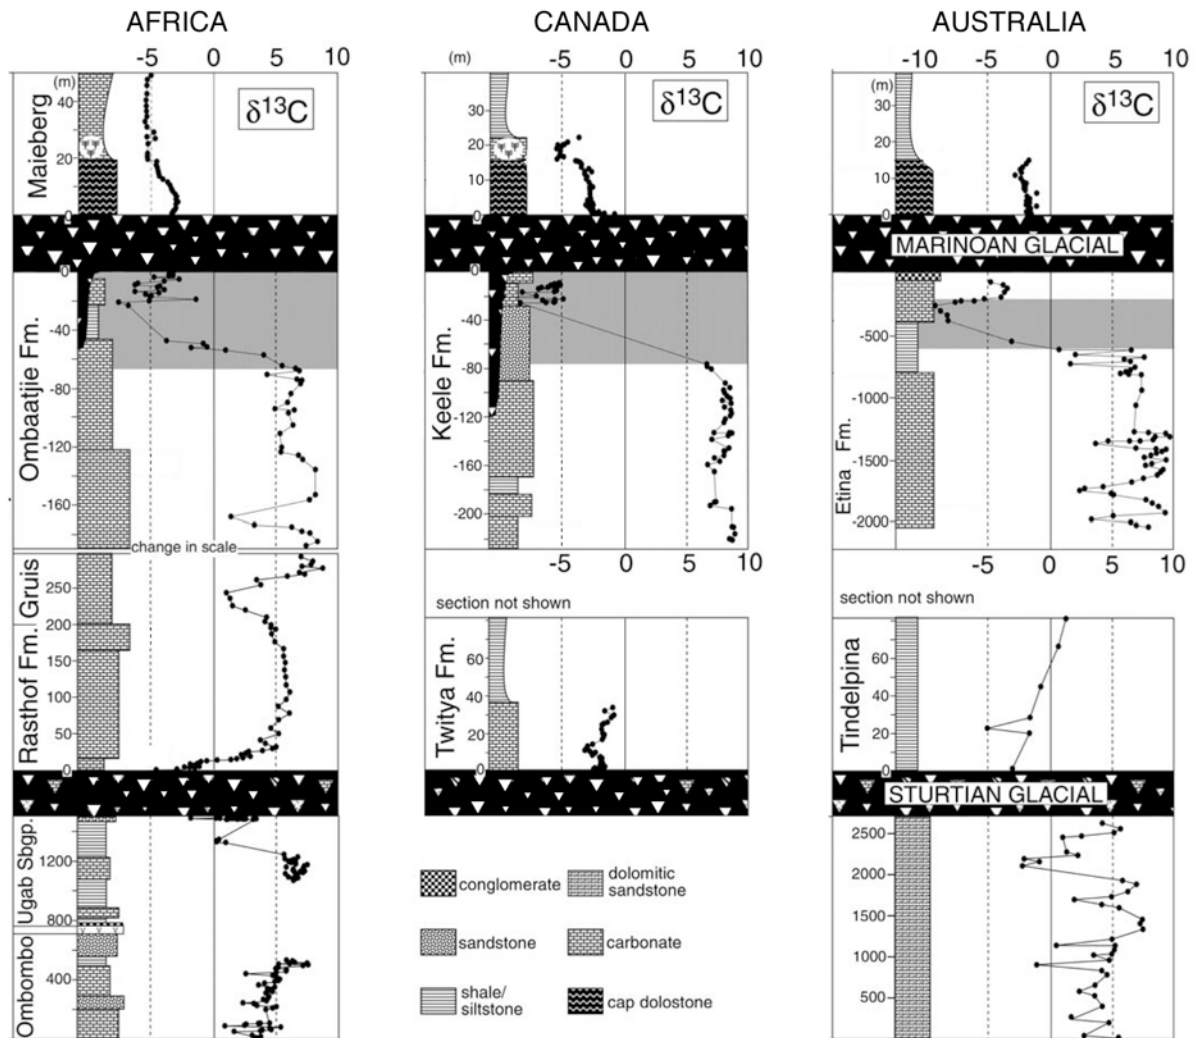 AFRICA
CANADA
AUSTRALIA
-5 0 5 10
(m) -5 0 5 10
-10 -5 0 5 10
(m)
δ13C
δ13C
(m)
δ13C
Maieberg
40
20
0
30
20
10
0
30
20
10
0
MARINOAN GLACIAL
Ombaatjie Fm.
0
-40
-80
-120
-160
Keele Fm.
0
-40
-80
-120
-160
-200
Etina Fm.
-500
-1000
-1500
-2000
change in scale
-5 0 5 10
-5 0 5 10
Rasthof Fm. Gruis
250
200
150
100
50
0
section not shown
Twitya Fm.
60
40
20
0
section not shown
Tindelpina
60
40
20
0
STURTIAN GLACIAL
Ombombo Ugab Sbgp.
1200
800
400
conglomerate
dolomitic
sandstone
sandstone
carbonate
shale/
siltstone
cap dolostone
2500
2000
1500
1000
500